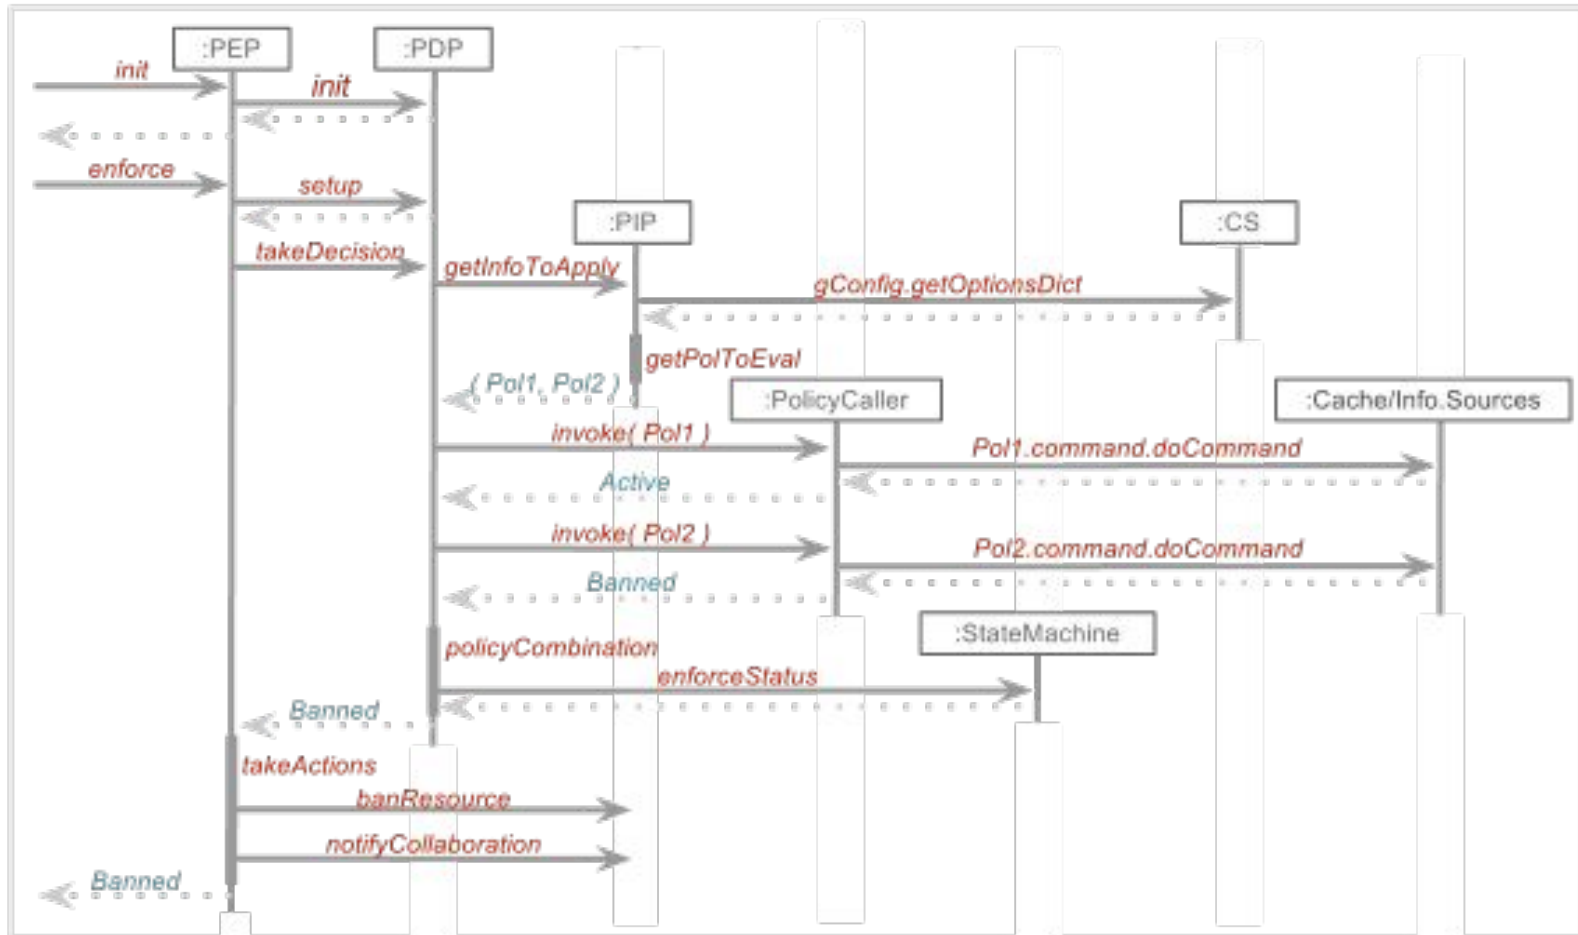 :PEP
:PDP
init
init
enforce
setup
:PIP
:CS
takeDecision
getInfoToApply
gConfig.getOptionsDict
getPolToEval
( Pol1, Pol2 )
:PolicyCaller
:Cache/Info.Sources
invoke( Pol1 )
Pol1.command.doCommand
Active
invoke( Pol2 )
Pol2.command.doCommand
Banned
:StateMachine
policyCombination
enforceStatus
Banned
takeActions
banResource
notifyCollaboration
Banned